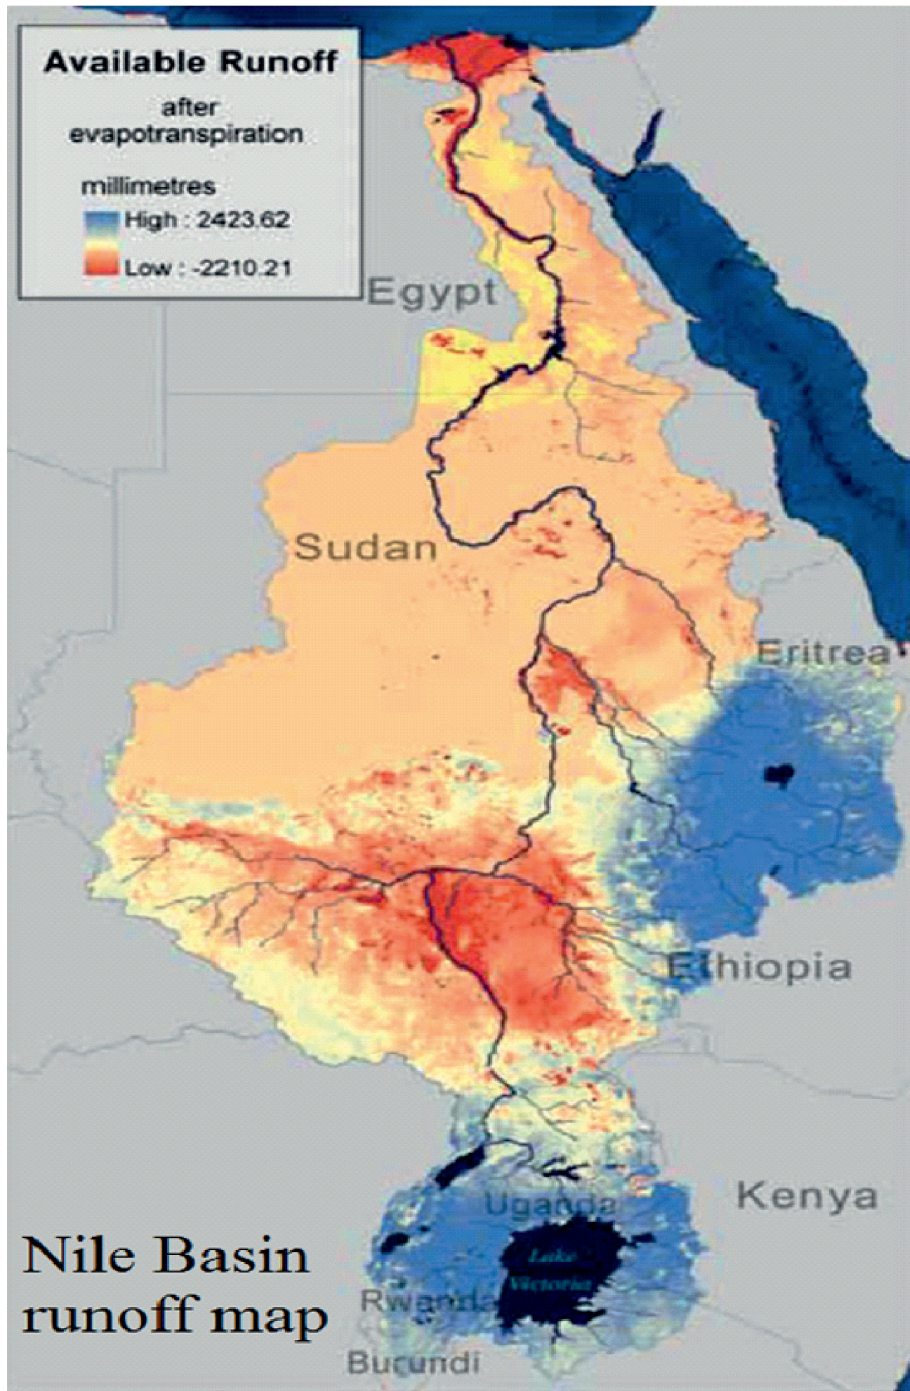 Available Runoff
after
evapotranspiration
millimetres
High : 2423.62
Low : -2210.21
Egypt
Sudan
Eritrea
Ethiopia
Kenya
Uganda
Lake
Victoria
Nile Basin
runoff map
Rwanda
Burundi